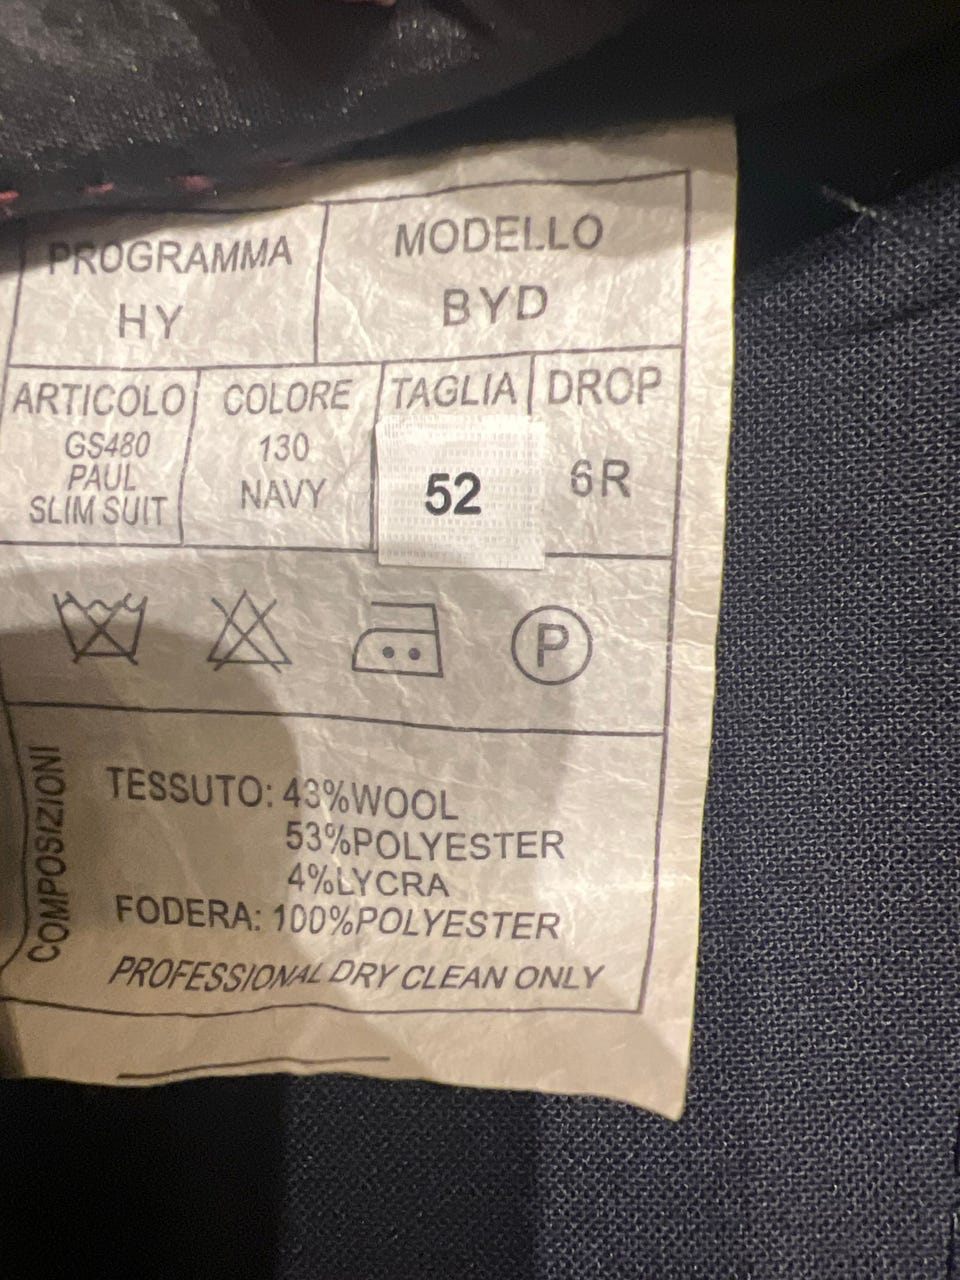 PROGRAMMA
HY
MODELLO
BYD
ARTICOLO
GS480
PAUL
SLIM SUIT
COLORE
130
NAVY
TAGLIA
52
DROP
6R
P
COMPOSIZIONI
TESSUTO: 43%WOOL
53%POLYESTER
4%LYCRA
FODERA: 100%POLYESTER
PROFESSIONAL DRY CLEAN ONLY